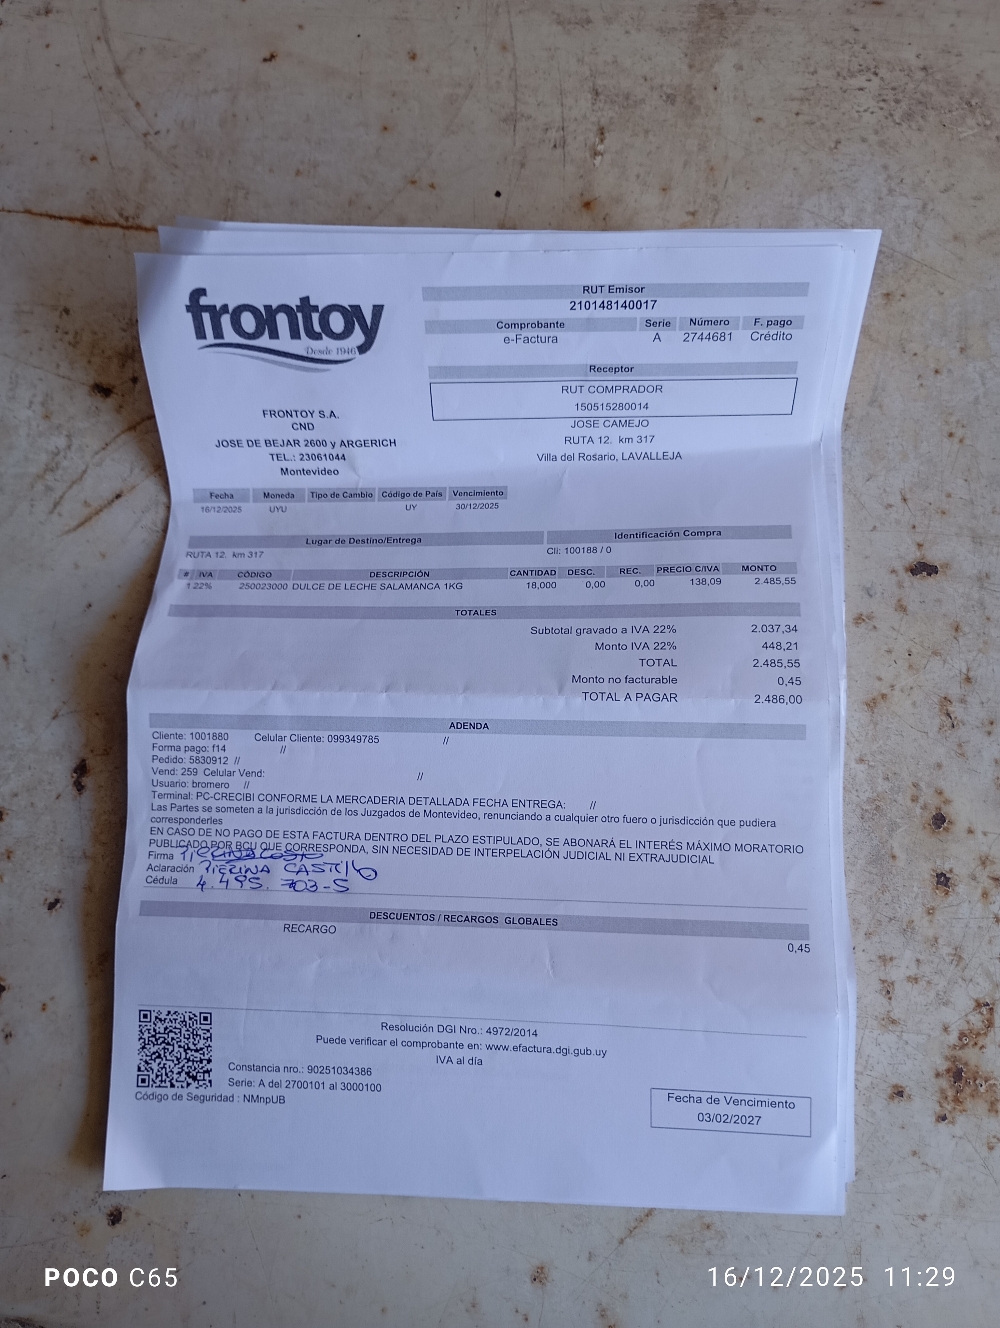 frontoy
Desde 1946
RUT Emisor
210148140017
Comprobante Serie Número F. pago
e-Factura A 2744681 Crédito
Receptor
RUT COMPRADOR
150515280014
JOSE CAMEJO
RUTA 12. km 317
Villa del Rosario, LAVALLEJA
FRONTOY S.A.
CND
JOSE DE BEJAR 2600 y ARGERICH
TEL.: 23061044
Montevideo
Fecha Moneda Tipo de Cambio Código de País Vencimiento
16/12/2025 UYU UY 30/12/2025
Lugar de Destino/Entrega Identificación Compra
RUTA 12. km 317 Cli: 100188 / 0
# IVA CÓDIGO DESCRIPCIÓN CANTIDAD DESC. REC. PRECIO C/IVA MONTO
1 22% 250023000 DULCE DE LECHE SALAMANCA 1KG 18,000 0,00 0,00 138,09 2.485,55
TOTALES
Subtotal gravado a IVA 22% 2.037,34
Monto IVA 22% 448,21
TOTAL 2.485,55
Monto no facturable 0,45
TOTAL A PAGAR 2.486,00
ADENDA
Cliente: 1001880 Celular Cliente: 099349785 //
Forma pago: f14 //
Pedido: 5830912 //
Vend: 259 Celular Vend: //
Usuario: bromero //
Terminal: PC-CRECIBI CONFORME LA MERCADERIA DETALLADA FECHA ENTREGA: //
Las Partes se someten a la jurisdicción de los Juzgados de Montevideo, renunciando a cualquier otro fuero o jurisdicción que pudiera
corresponderles
EN CASO DE NO PAGO DE ESTA FACTURA DENTRO DEL PLAZO ESTIPULADO, SE ABONARÁ EL INTERÉS MÁXIMO MORATORIO
PUBLICADO POR BCU QUE CORRESPONDA, SIN NECESIDAD DE INTERPELACIÓN JUDICIAL NI EXTRAJUDICIAL
Firma
Aclaración PIERINA CASTILLO
Cédula 4.495.703-5
DESCUENTOS / RECARGOS GLOBALES
RECARGO 0,45
Resolución DGI Nro.: 4972/2014
Puede verificar el comprobante en: www.efactura.dgi.gub.uy
IVA al día
Constancia nro.: 90251034386
Serie: A del 2700101 al 3000100
Código de Seguridad : NMnpUB
Fecha de Vencimiento
03/02/2027
POCO C65
16/12/2025 11:29